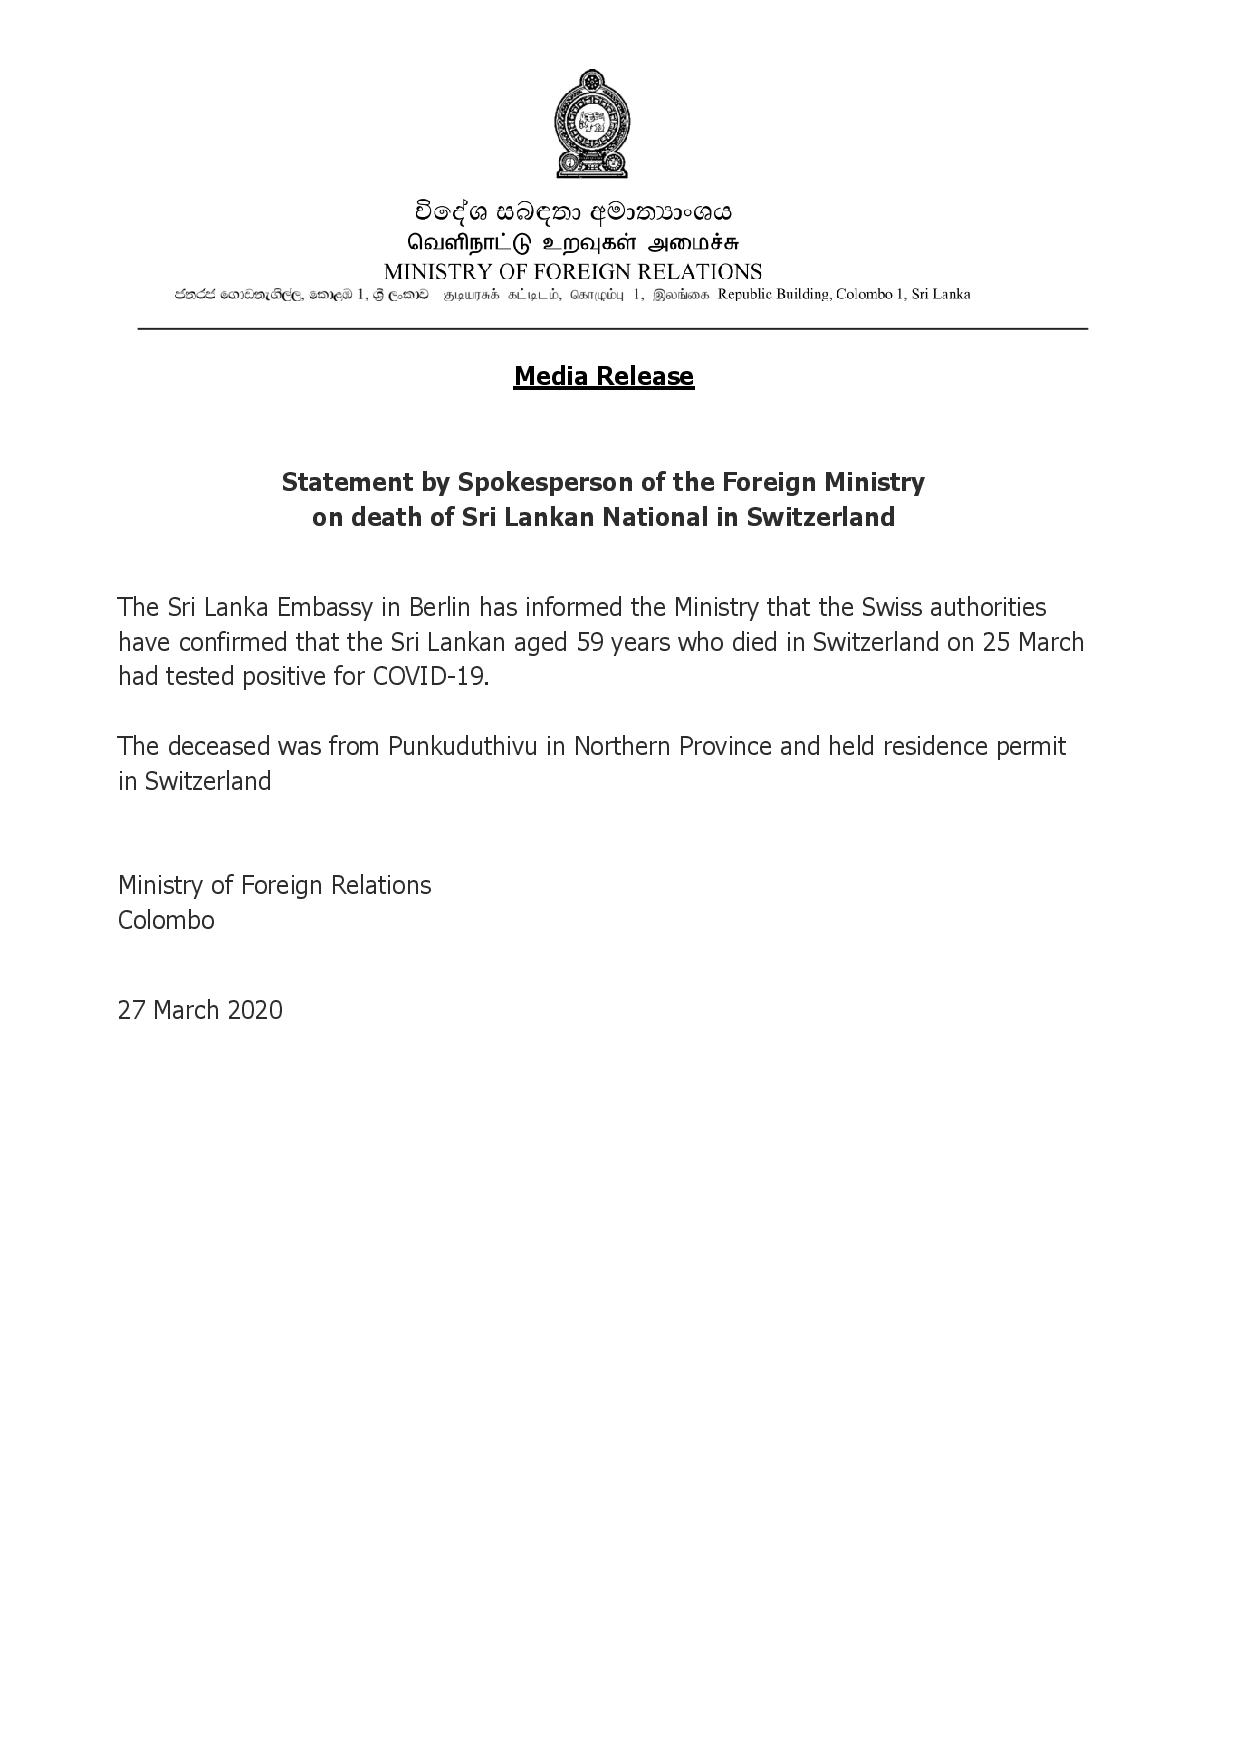 විදේශ සබඳතා අමාත්‍යාංශය
வெளிநாட்டு உறவுகள் அமைச்சு
MINISTRY OF FOREIGN RELATIONS
ජනරජ ගොඩනැගිල්ල, කොළඹ 1, ශ්‍රී ලංකාව குடியரசுக் கட்டிடம், கொழும்பு 1, இலங்கை Republic Building, Colombo 1, Sri Lanka
Media Release
Statement by Spokesperson of the Foreign Ministry
on death of Sri Lankan National in Switzerland
The Sri Lanka Embassy in Berlin has informed the Ministry that the Swiss authorities
have confirmed that the Sri Lankan aged 59 years who died in Switzerland on 25 March
had tested positive for COVID-19.
The deceased was from Punkuduthivu in Northern Province and held residence permit
in Switzerland
Ministry of Foreign Relations
Colombo
27 March 2020